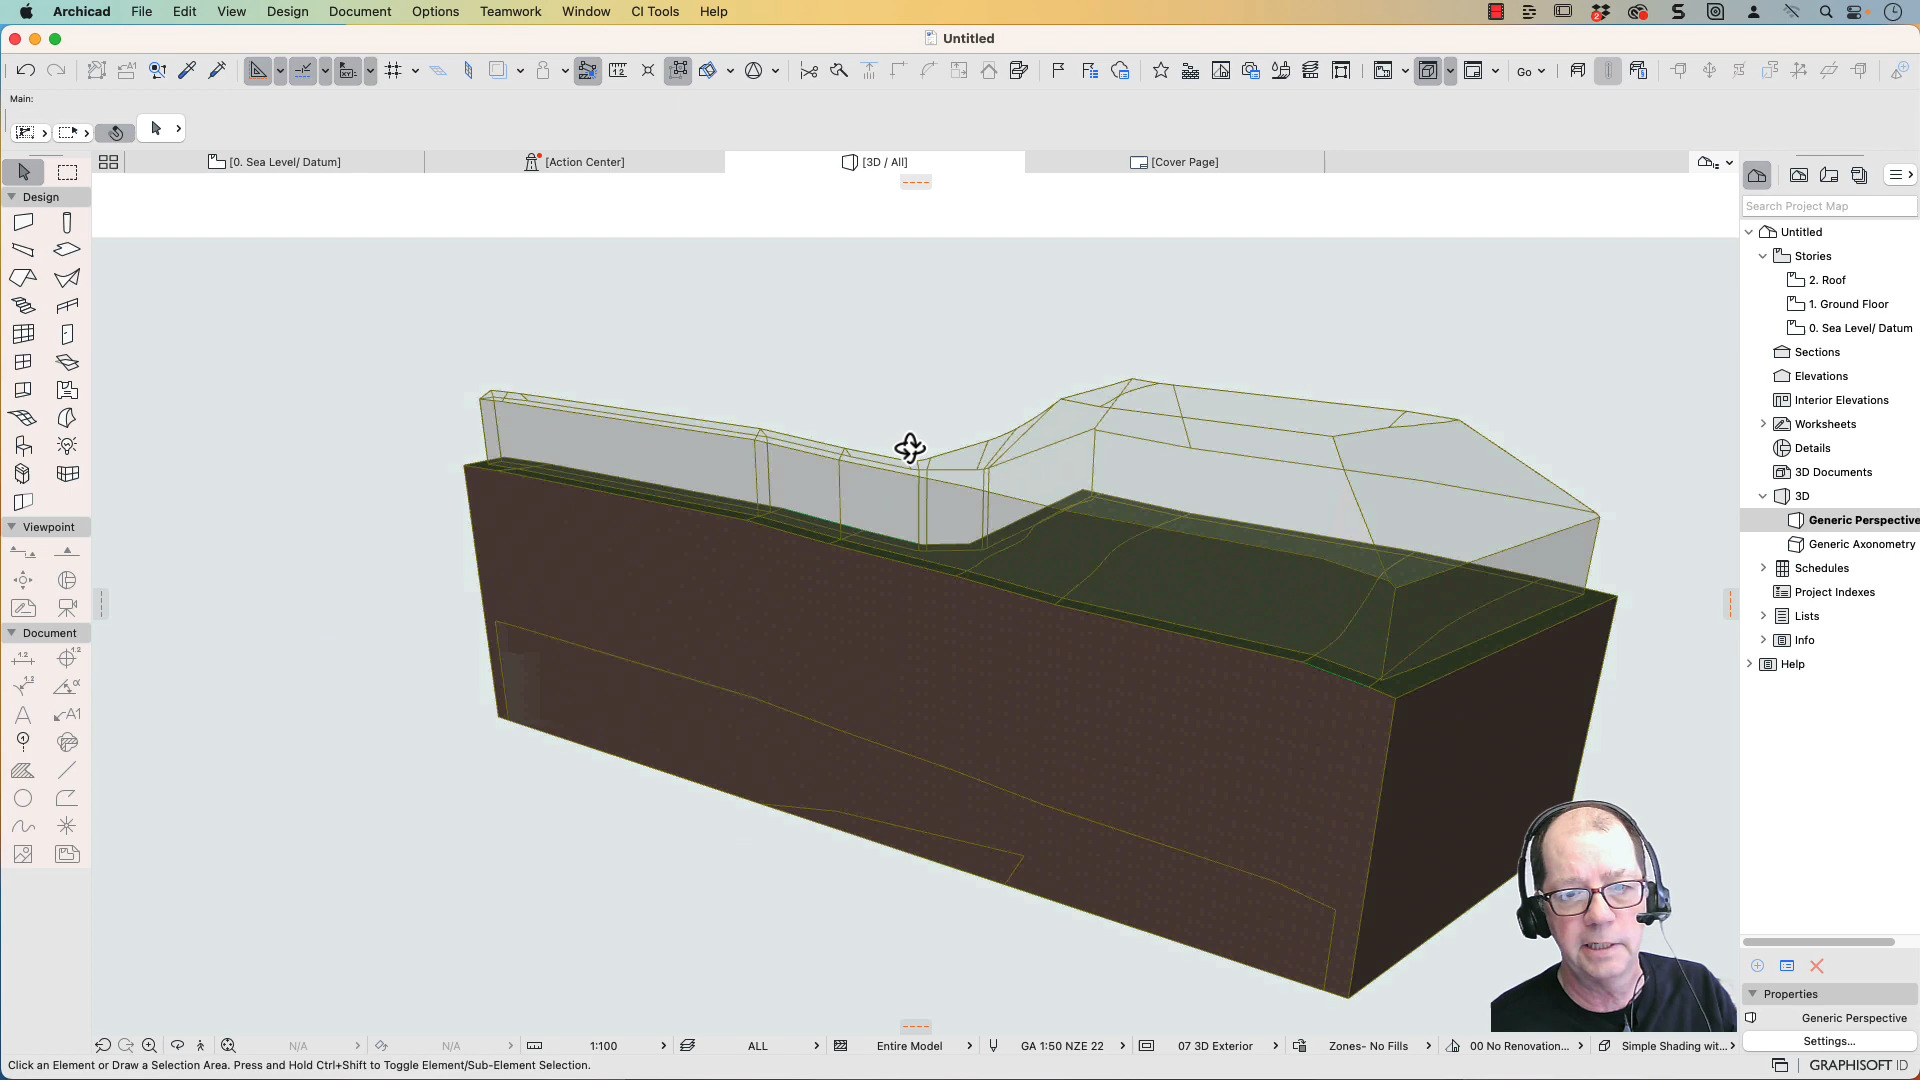 Archicad File Edit View Design Document Options Teamwork Window CI Tools Help
Untitled
Go
Main:
[0. Sea Level/ Datum] [Action Center] [3D / All] [Cover Page]
Design
Viewpoint
Document
Search Project Map
Untitled
Stories
2. Roof
1. Ground Floor
0. Sea Level/ Datum
Sections
Elevations
Interior Elevations
Worksheets
Details
3D Documents
3D
Generic Perspective
Generic Axonometry
Schedules
Project Indexes
Lists
Info
Help
Properties
Generic Perspective
Settings...
N/A N/A 1:100 ALL Entire Model GA 1:50 NZE 22 07 3D Exterior Zones- No Fills 00 No Renovation... Simple Shading wit...
Click an Element or Draw a Selection Area. Press and Hold Ctrl+Shift to Toggle Element/Sub-Element Selection.
GRAPHISOFT ID